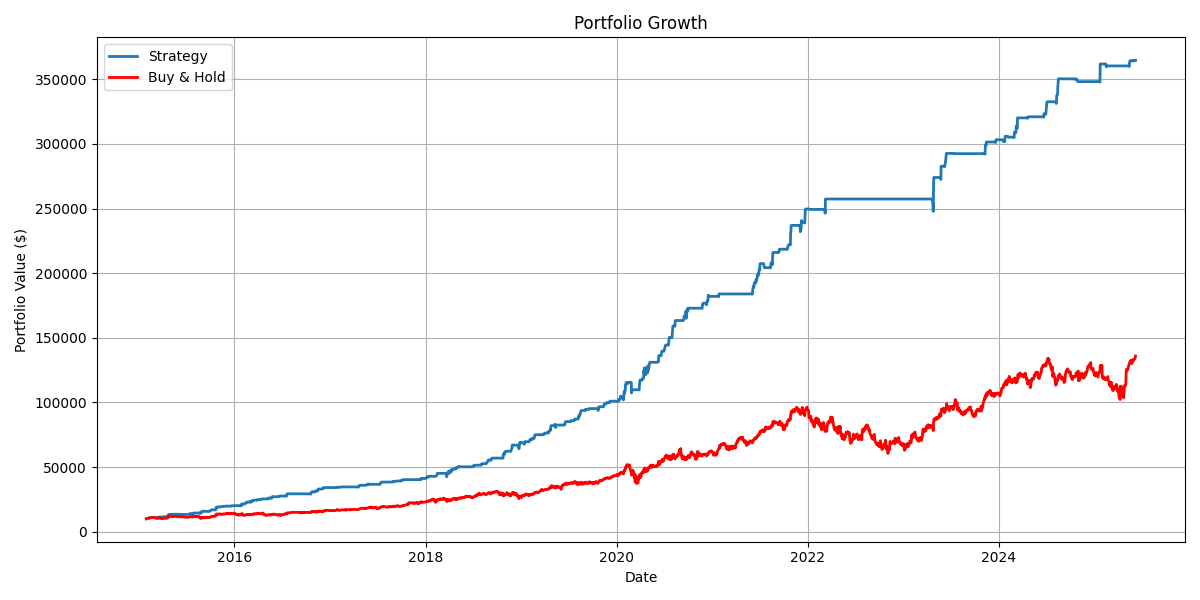 Portfolio Growth
Strategy
Buy & Hold
Portfolio Value ($)
350000
300000
250000
200000
150000
100000
50000
0
2016
2018
2020
2022
2024
Date